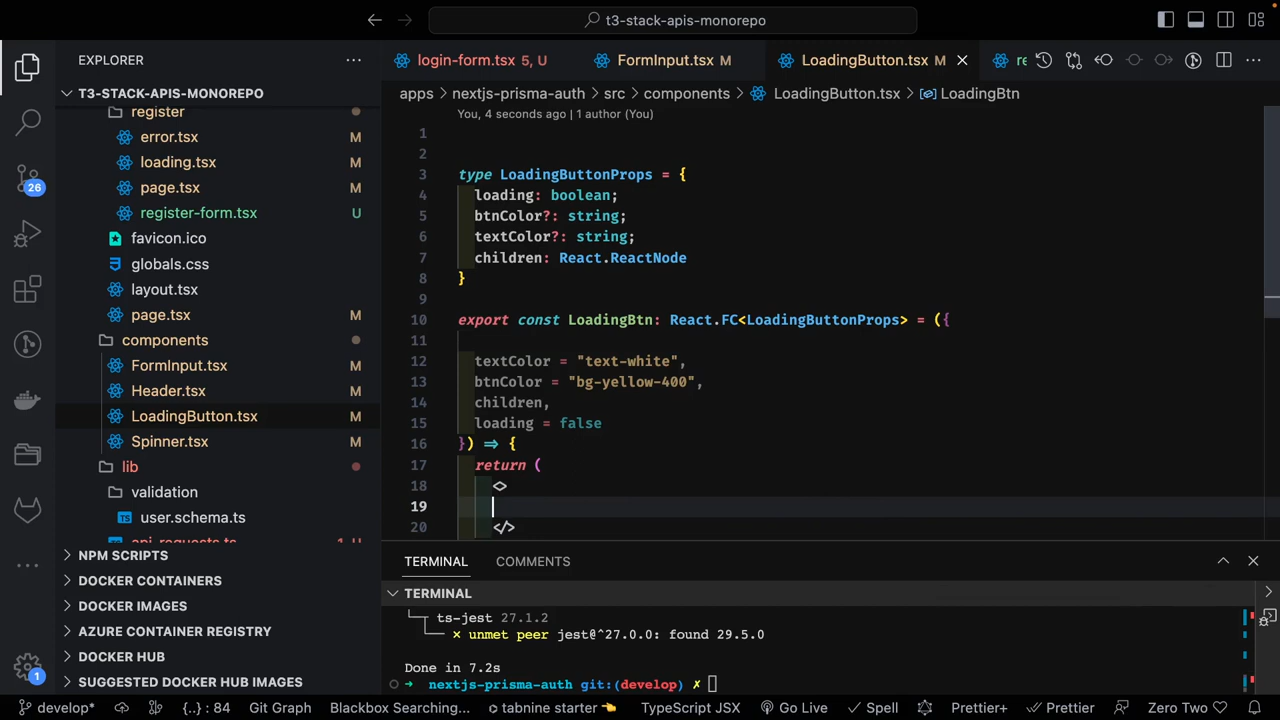 t3-stack-apis-monorepo
EXPLORER
T3-STACK-APIS-MONOREPO
register
error.tsx M
loading.tsx M
page.tsx M
register-form.tsx U
favicon.ico
globals.css
layout.tsx
page.tsx M
components
FormInput.tsx M
Header.tsx M
LoadingButton.tsx M
Spinner.tsx M
lib
validation
user.schema.ts
api_requests.ts 1, U
NPM SCRIPTS
DOCKER CONTAINERS
DOCKER IMAGES
AZURE CONTAINER REGISTRY
DOCKER HUB
SUGGESTED DOCKER HUB IMAGES
26
1
login-form.tsx 5, U
FormInput.tsx M
LoadingButton.tsx M
re
apps > nextjs-prisma-auth > src > components > LoadingButton.tsx > LoadingBtn
You, 4 seconds ago | 1 author (You)
1
2
3 type LoadingButtonProps = {
4 loading: boolean;
5 btnColor?: string;
6 textColor?: string;
7 children: React.ReactNode
8 }
9
10 export const LoadingBtn: React.FC<LoadingButtonProps> = ({
11
12 textColor = "text-white",
13 btnColor = "bg-yellow-400",
14 children,
15 loading = false
16 }) => {
17 return (
18 <>
19
20 </>
TERMINAL COMMENTS
TERMINAL
└─┬ ts-jest 27.1.2
└── ✕ unmet peer jest@^27.0.0: found 29.5.0
Done in 7.2s
➜ nextjs-prisma-auth git:(develop) ✗
develop* {..} : 84 Git Graph Blackbox Searching... tabnine starter 👈 TypeScript JSX Go Live Spell Prettier+ Prettier Zero Two